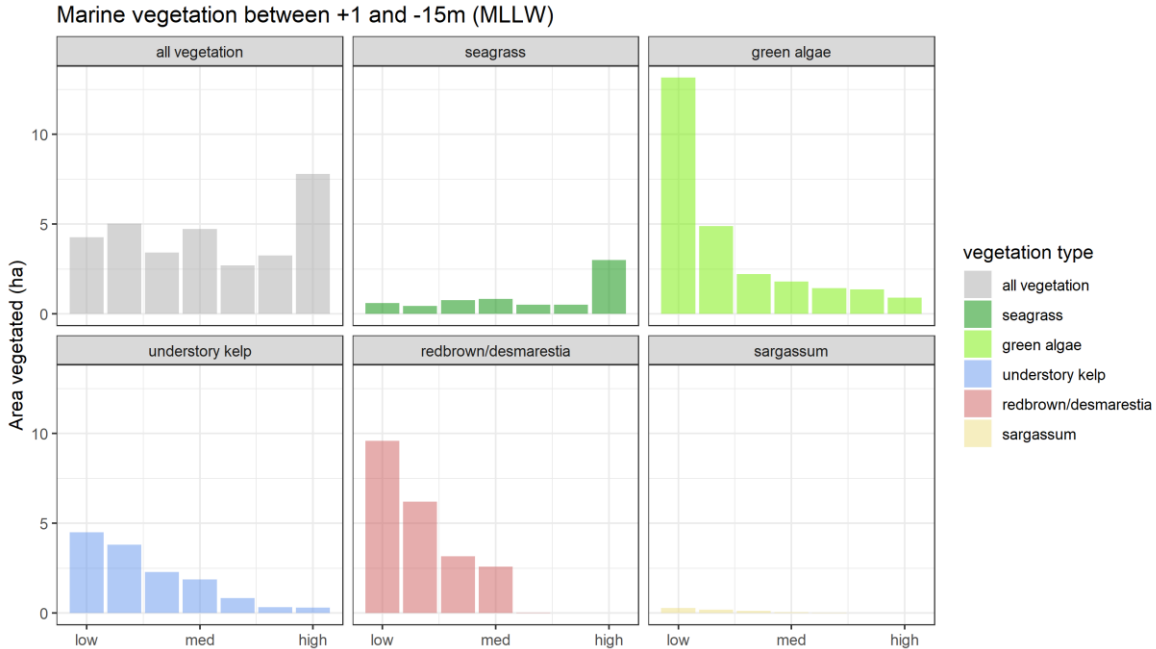 Marine vegetation between +1 and -15m (MLLW)
all vegetation
seagrass
green algae
10
5
0
understory kelp
redbrown/desmarestia
sargassum
10
5
0
Area vegetated (ha)
low
med
high
low
med
high
low
med
high
vegetation type
all vegetation
seagrass
green algae
understory kelp
redbrown/desmarestia
sargassum